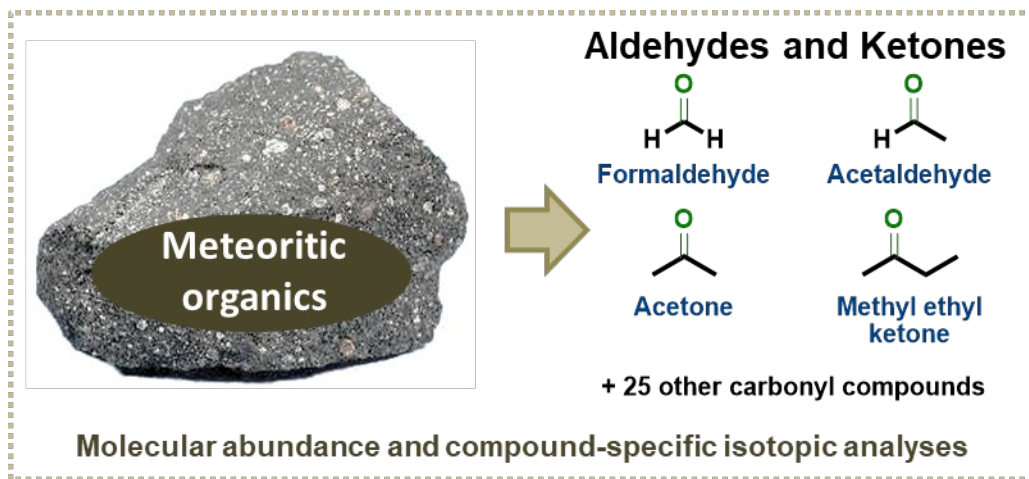 Aldehydes and Ketones
O
H H
Formaldehyde
O
H
Acetaldehyde
Meteoritic
organics
O
Acetone
O
Methyl ethyl
ketone
+ 25 other carbonyl compounds
Molecular abundance and compound-specific isotopic analyses